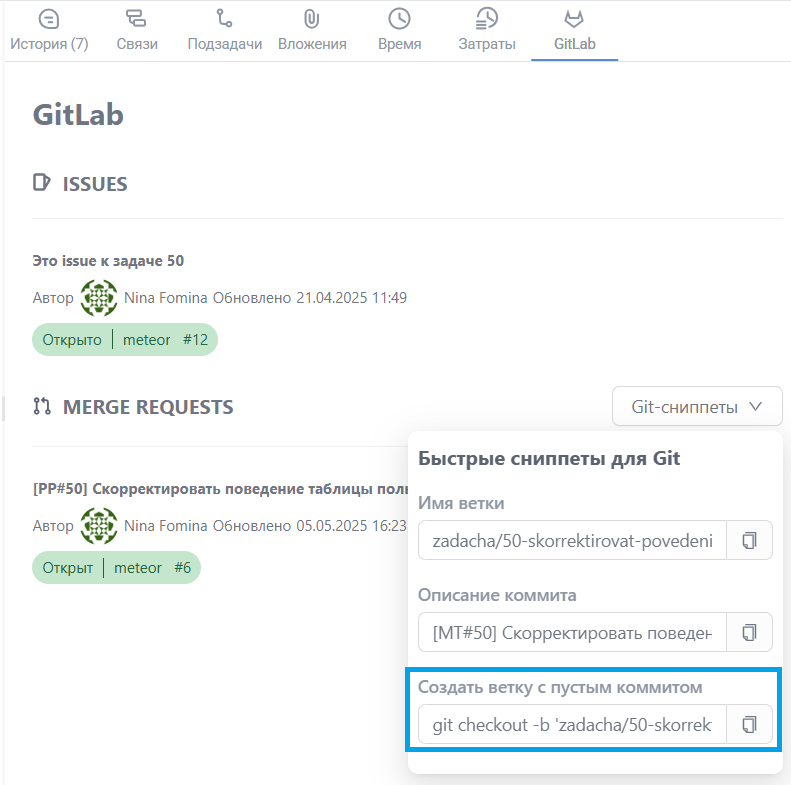 История (7) Связи Подзадачи Вложения Время Затраты GitLab
GitLab
ISSUES
Это issue к задаче 50
Автор Nina Fomina Обновлено 21.04.2025 11:49
Открыто meteor #12
MERGE REQUESTS Git-сниппеты
Быстрые сниппеты для Git
[PP#50] Скорректировать поведение таблицы поль
Имя ветки
Автор Nina Fomina Обновлено 05.05.2025 16:23
zadacha/50-skorrektirovat-povedeni
Открыт meteor #6
Описание коммита
[MT#50] Скорректировать поведен
Создать ветку с пустым коммитом
git checkout -b 'zadacha/50-skorrek